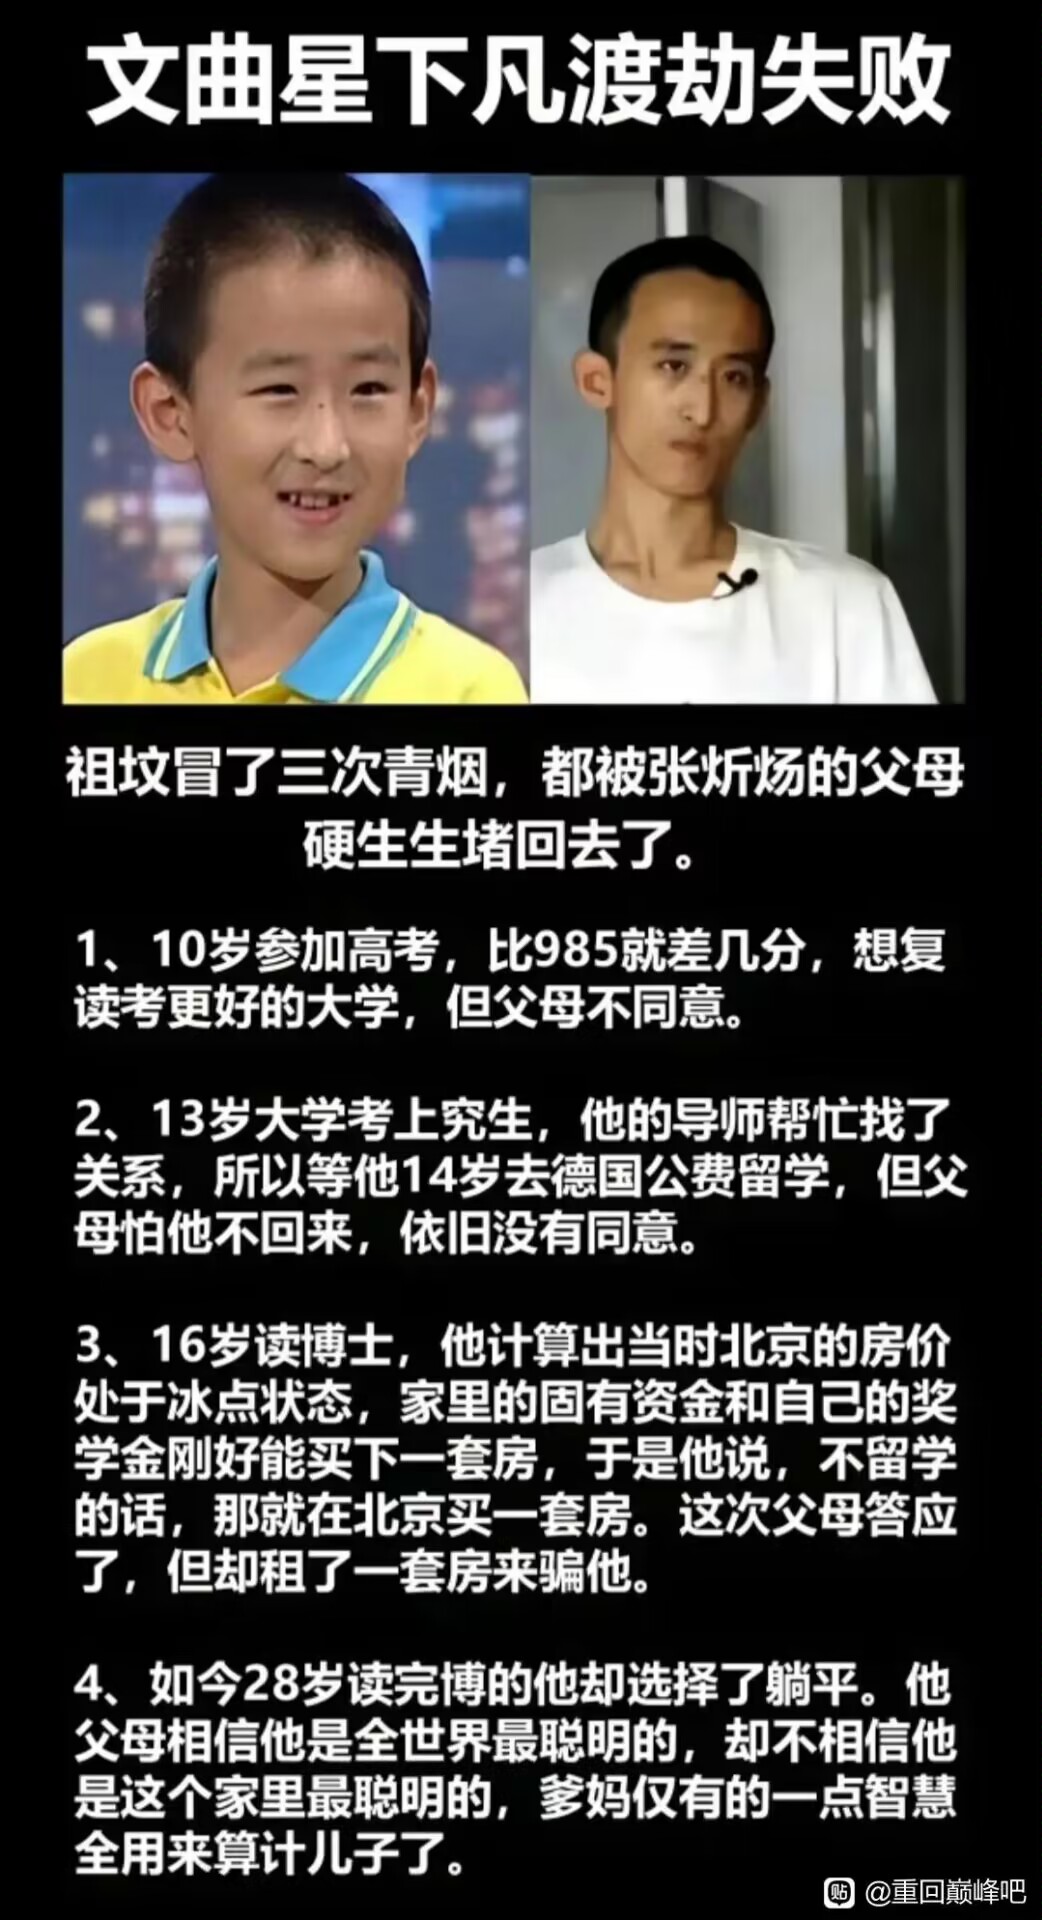 文曲星下凡渡劫失败
祖坟冒了三次青烟，都被张炘炀的父母
硬生生堵回去了。
1、10岁参加高考，比985就差几分，想复
读考更好的大学，但父母不同意。
2、13岁大学考上究生，他的导师帮忙找了
关系，所以等他14岁去德国公费留学，但父
母怕他不回来，依旧没有同意。
3、16岁读博士，他计算出当时北京的房价
处于冰点状态，家里的固有资金和自己的奖
学金刚好能买下一套房，于是他说，不留学
的话，那就在北京买一套房。这次父母答应
了，但却租了一套房来骗他。
4、如今28岁读完博的他却选择了躺平。他
父母相信他是全世界最聪明的，却不相信他
是这个家里最聪明的，爹妈仅有的一点智慧
全用来算计儿子了。
贴 @重回巅峰吧